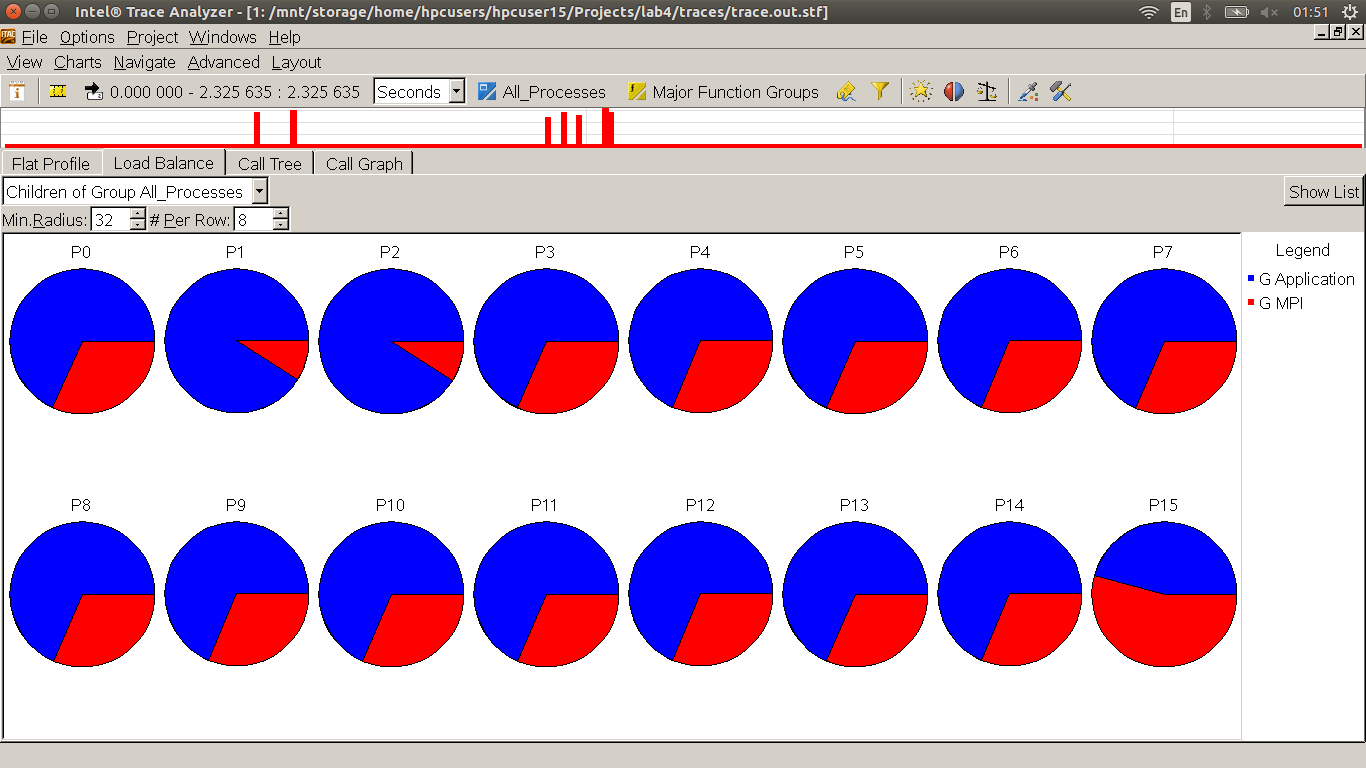 Intel® Trace Analyzer - [1: /mnt/storage/home/hpcusers/hpcuser15/Projects/lab4/traces/trace.out.stf] En 01:51
ITAC File Options Project Windows Help
View Charts Navigate Advanced Layout
0.000 000 - 2.325 635 : 2.325 635 Seconds All_Processes Major Function Groups
Flat Profile Load Balance Call Tree Call Graph
Children of Group All_Processes Show List
Min.Radius: 32 # Per Row: 8
P0 P1 P2 P3 P4 P5 P6 P7 Legend
G Application
G MPI
P8 P9 P10 P11 P12 P13 P14 P15